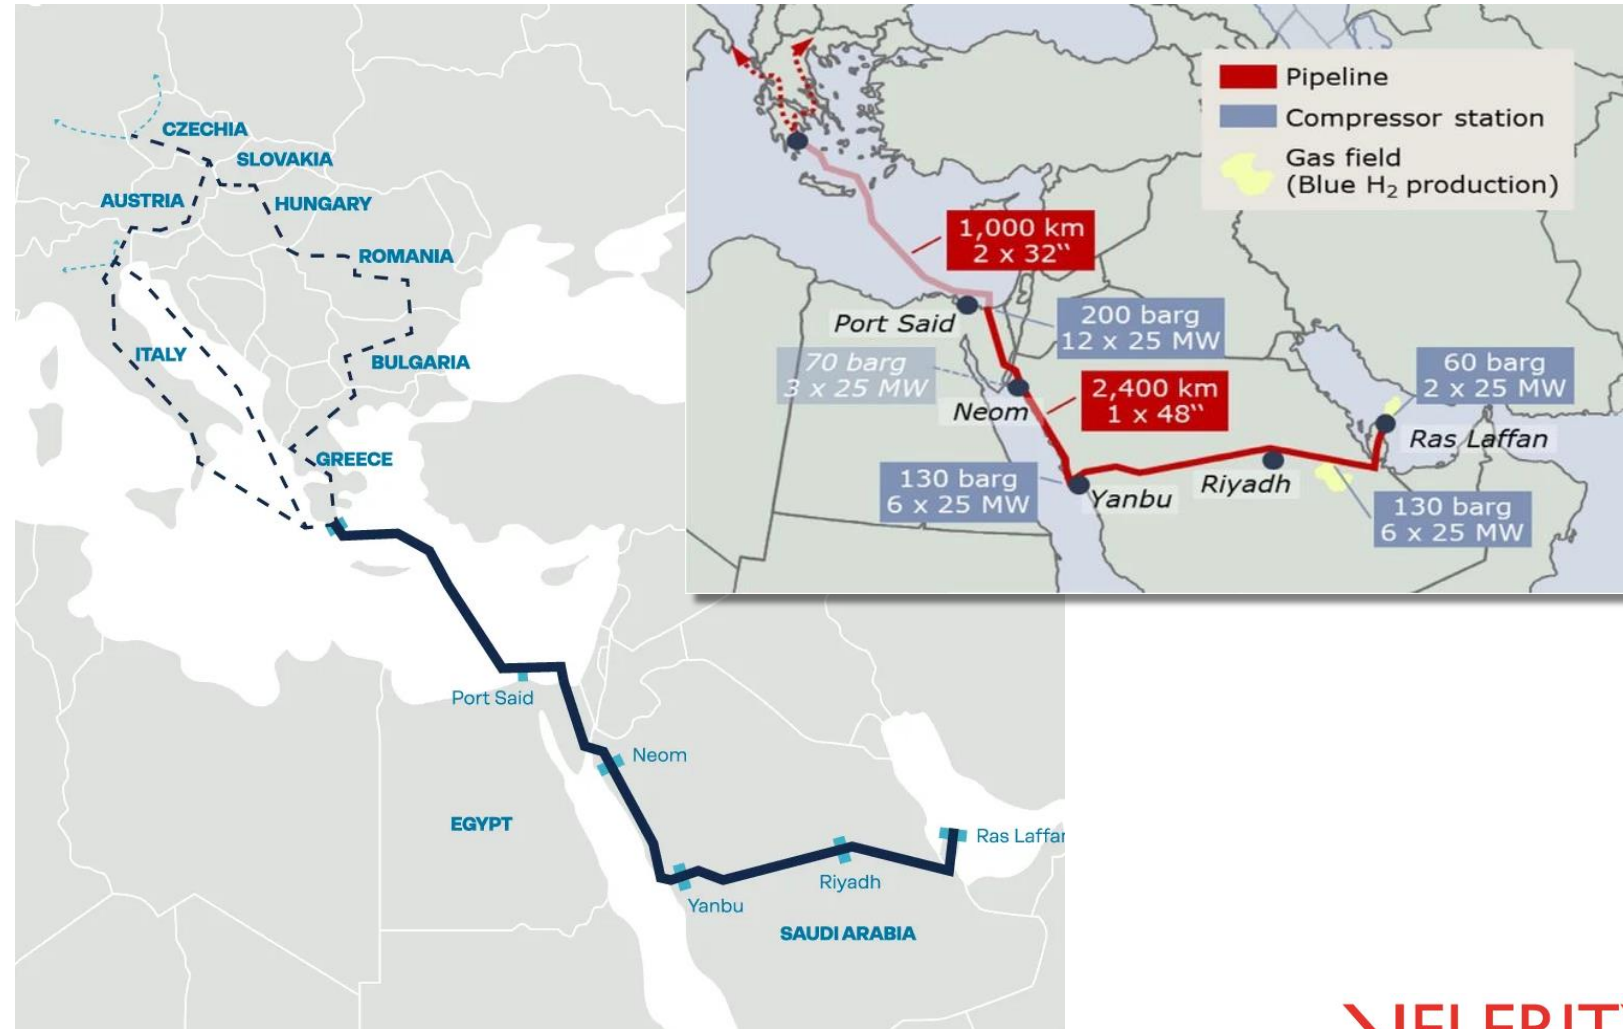 CZECHIA
SLOVAKIA
AUSTRIA
HUNGARY
ROMANIA
ITALY
BULGARIA
GREECE
Port Said
Neom
EGYPT
Ras Laffan
Riyadh
Yanbu
SAUDI ARABIA
Pipeline
Compressor station
Gas field
(Blue H₂ production)
1,000 km
2 x 32“
Port Said
200 barg
12 x 25 MW
70 barg
3 x 25 MW
Neom
2,400 km
1 x 48“
60 barg
2 x 25 MW
Ras Laffan
130 barg
6 x 25 MW
Yanbu
Riyadh
130 barg
6 x 25 MW